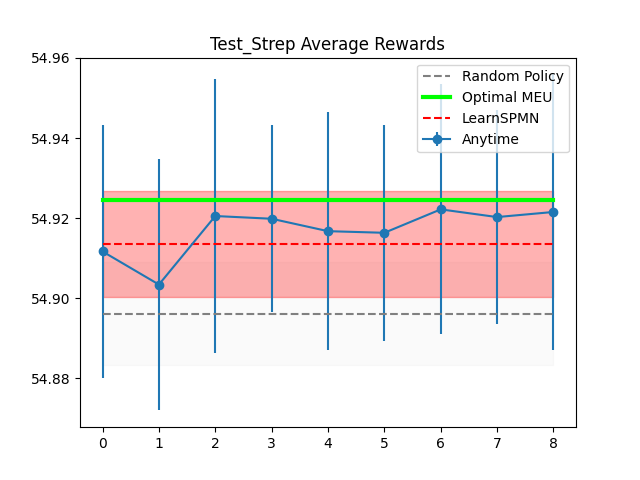 Test_Strep Average Rewards
54.96
54.94
54.92
54.90
54.88
0 1 2 3 4 5 6 7 8
Random Policy
Optimal MEU
LearnSPMN
Anytime